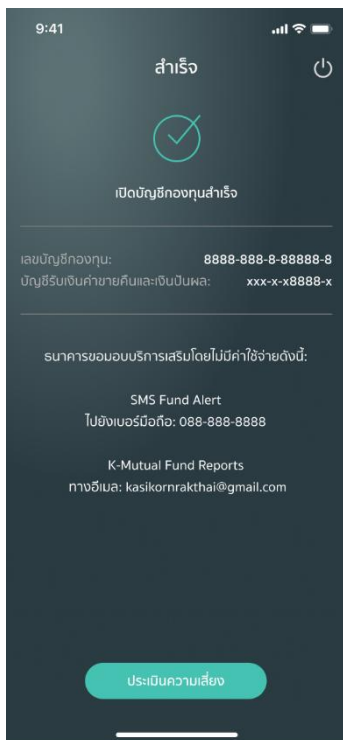 9:41
สำเร็จ
เปิดบัญชีกองทุนสำเร็จ
เลขบัญชีกองทุน: 8888-888-8-88888-8
บัญชีรับเงินค่าขายคืนและเงินปันผล: xxx-x-x8888-x
ธนาคารขอมอบบริการเสริมโดยไม่มีค่าใช้จ่ายดังนี้:
SMS Fund Alert
ไปยังเบอร์มือถือ: 088-888-8888
K-Mutual Fund Reports
ทางอีเมล: kasikornrakthai@gmail.com
ประเมินความเสี่ยง